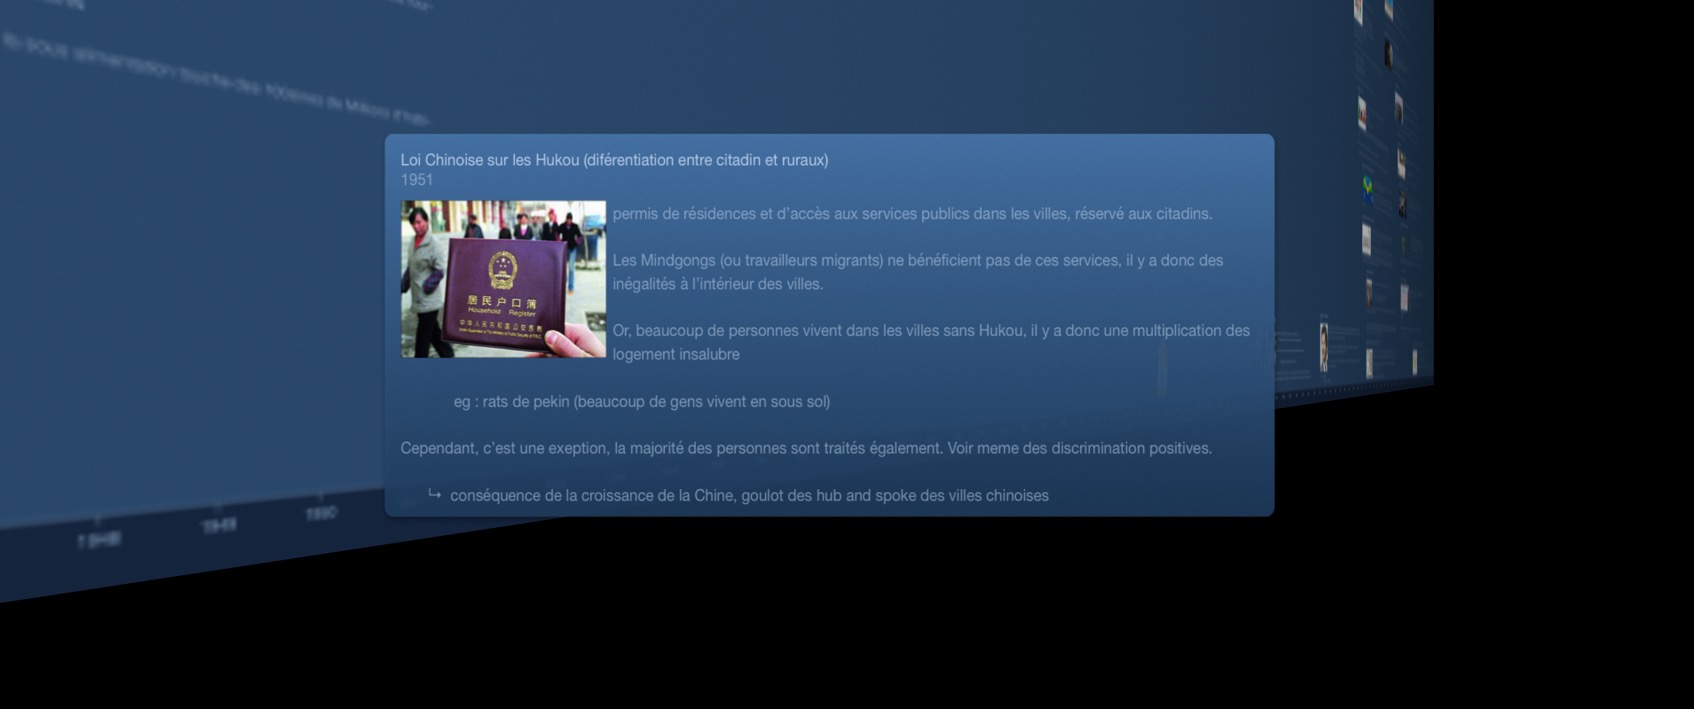 Loi Chinoise sur les Hukou (diférentiation entre citadin et ruraux)
1951
permis de résidences et d'accès aux services publics dans les villes, réservé aux citadins.
Les Mindgongs (ou travailleurs migrants) ne bénéficient pas de ces services, il y a donc des
inégalités à l'intérieur des villes.
Or, beaucoup de personnes vivent dans les villes sans Hukou, il y a donc une multiplication des
logement insalubre
居民户口簿
Household Register
eg : rats de pekin (beaucoup de gens vivent en sous sol)
Cependant, c'est une exeption, la majorité des personnes sont traités également. Voir meme des discrimination positives.
↳ conséquence de la croissance de la Chine, goulot des hub and spoke des villes chinoises
1948
1949
1950